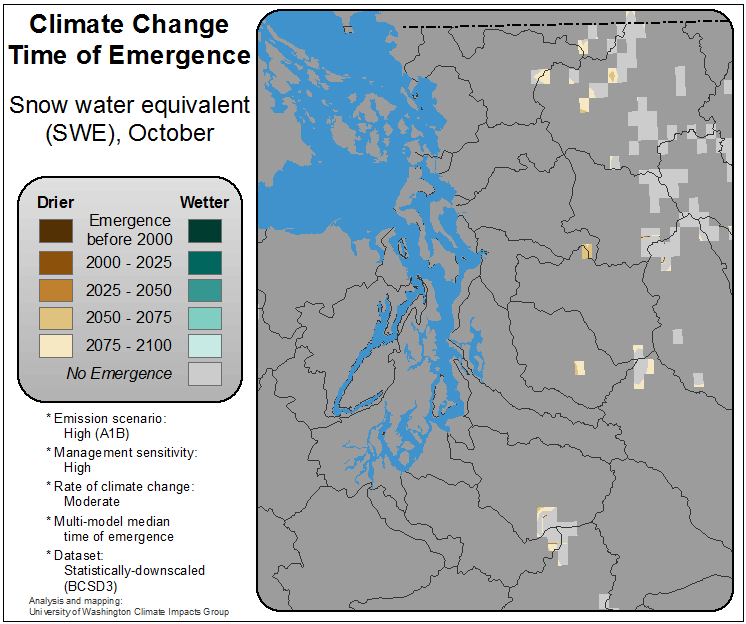 Climate Change
Time of Emergence
Snow water equivalent
(SWE), October
Drier Wetter
Emergence
before 2000
2000 - 2025
2025 - 2050
2050 - 2075
2075 - 2100
No Emergence
* Emission scenario:
High (A1B)
* Management sensitivity:
High
* Rate of climate change:
Moderate
* Multi-model median
time of emergence
* Dataset:
Statistically-downscaled
(BCSD3)
Analysis and mapping:
University of Washington Climate Impacts Group